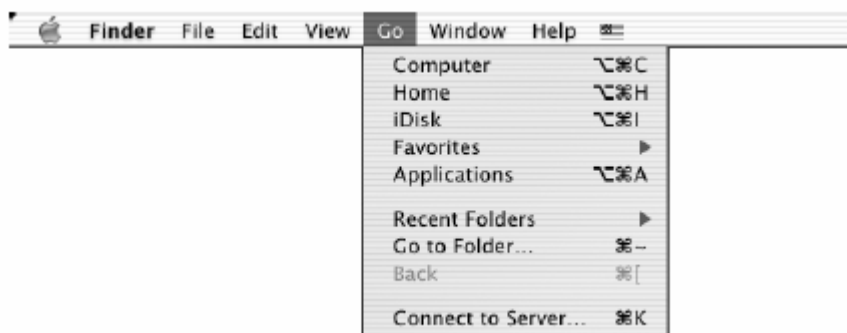 Finder File Edit View Go Window Help
Computer ⌥⌘C
Home ⌥⌘H
iDisk ⌥⌘I
Favorites
Applications ⌥⌘A
Recent Folders
Go to Folder... ⌘~
Back ⌘[
Connect to Server... ⌘K